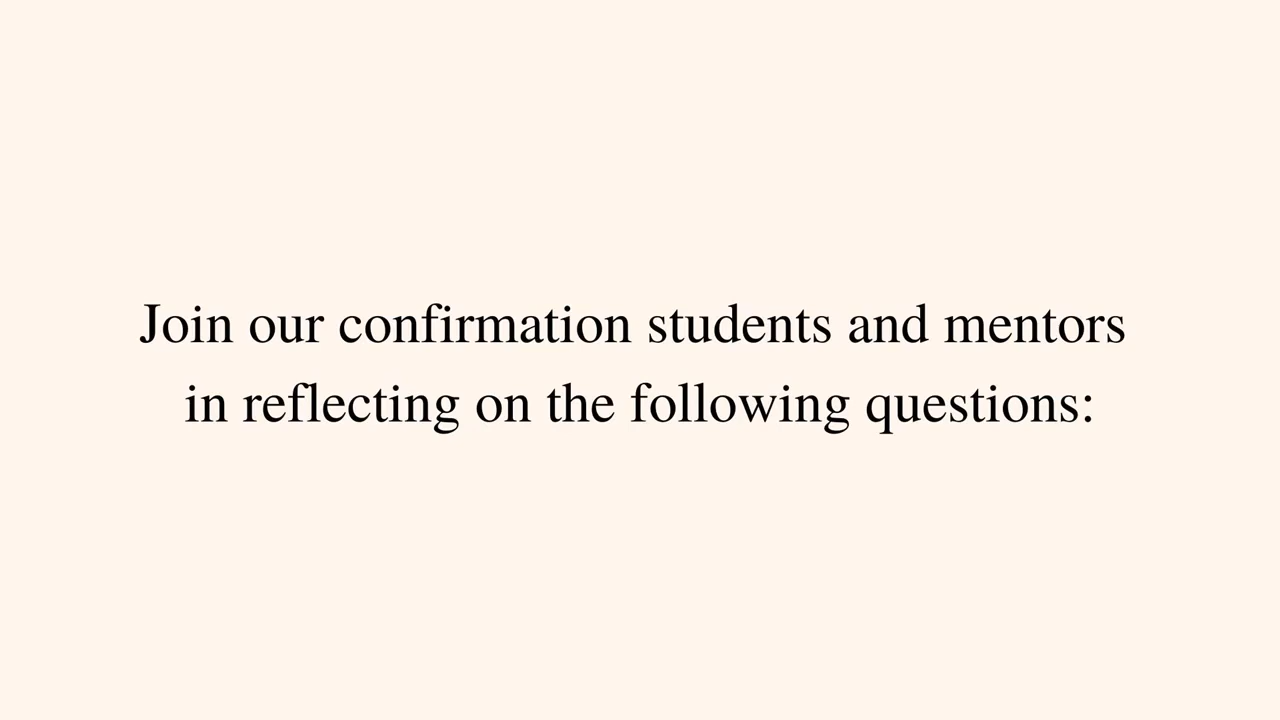 Join our confirmation students and mentors
in reflecting on the following questions: